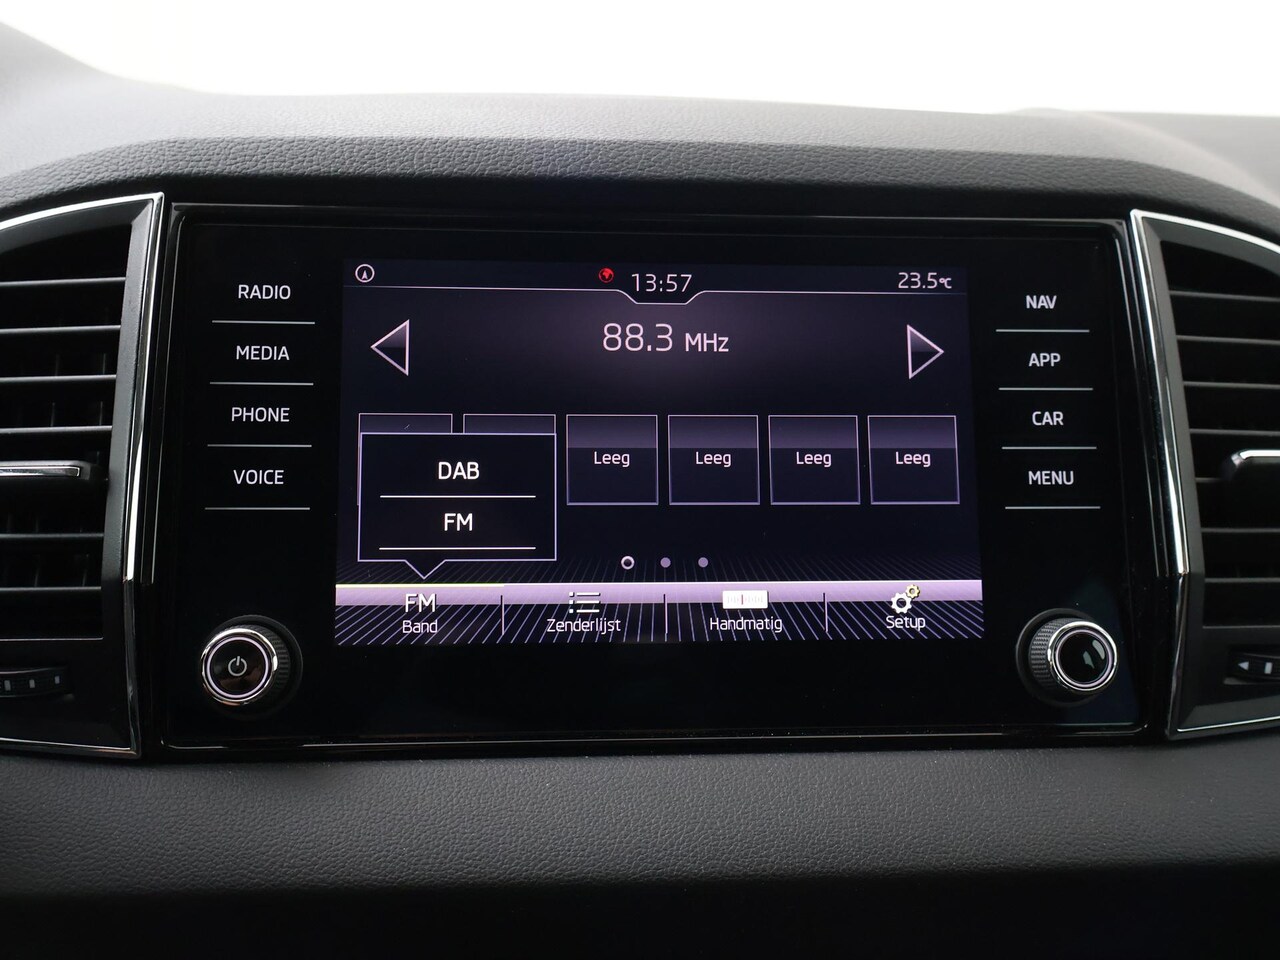 RADIO
MEDIA
PHONE
VOICE
13:57
23.5°C
88.3 MHz
DAB
FM
Leeg
Leeg
Leeg
Leeg
FM
Band
Zenderlijst
Handmatig
Setup
NAV
APP
CAR
MENU